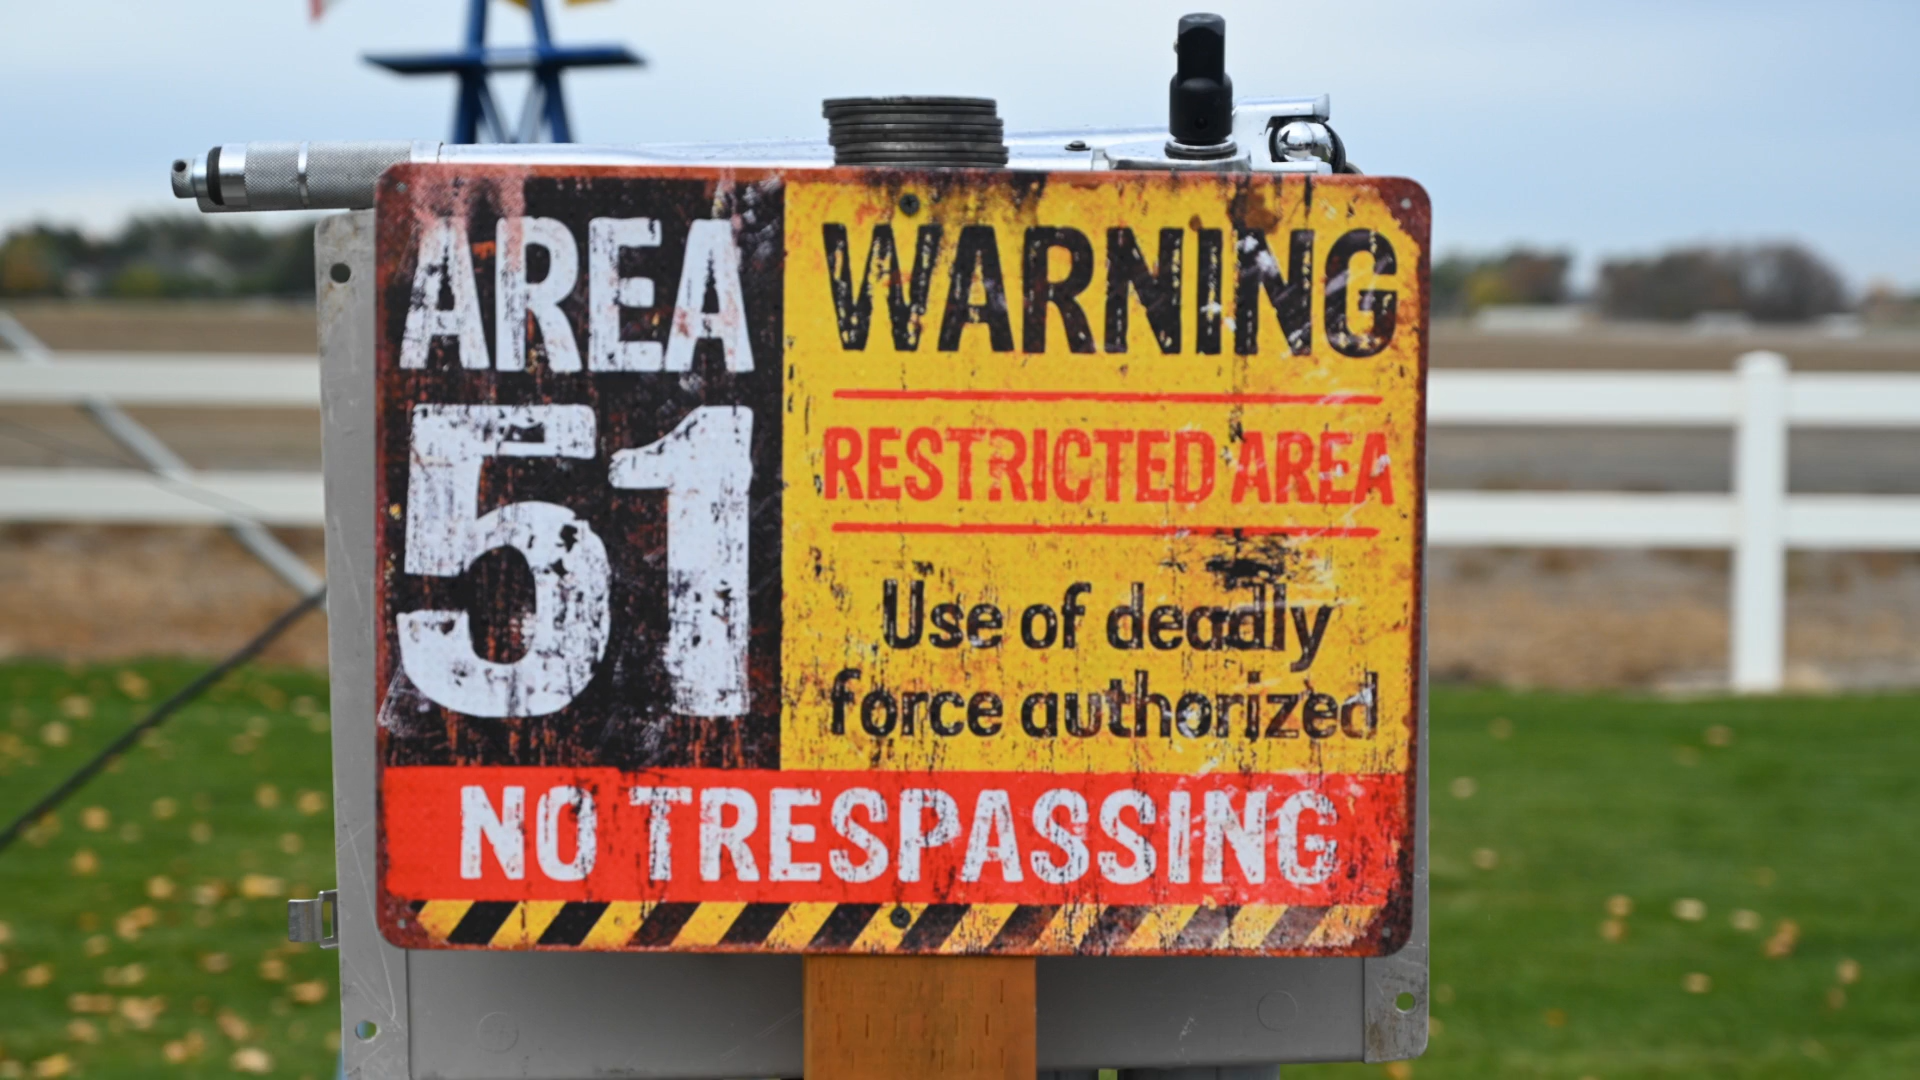 AREA
51
WARNING
RESTRICTED AREA
Use of deadly
force authorized
NO TRESPASSING